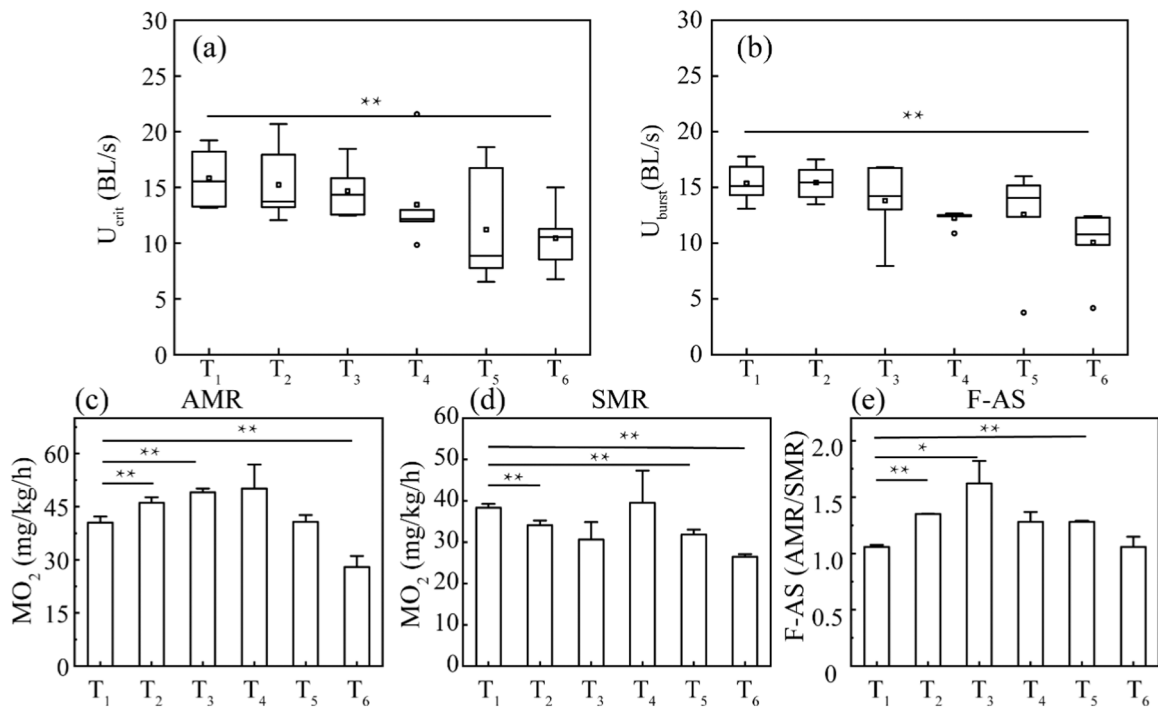 (a)
30
25
20
15
10
5
0
U_crit (BL/s)
**
T₁ T₂ T₃ T₄ T₅ T₆
(b)
30
25
20
15
10
5
0
U_burst (BL/s)
**
T₁ T₂ T₃ T₄ T₅ T₆
(c) AMR
60
45
30
15
0
MO₂ (mg/kg/h)
**
**
**
T₁ T₂ T₃ T₄ T₅ T₆
(d) SMR
60
50
40
30
20
10
0
MO₂ (mg/kg/h)
**
**
**
T₁ T₂ T₃ T₄ T₅ T₆
(e) F-AS
2.0
1.5
1.0
0.5
0
F-AS (AMR/SMR)
**
*
**
T₁ T₂ T₃ T₄ T₅ T₆